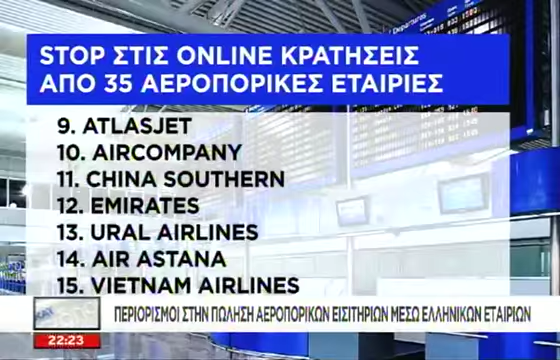 STOP ΣΤΙΣ ONLINE ΚΡΑΤΗΣΕΙΣ
ΑΠΟ 35 ΑΕΡΟΠΟΡΙΚΕΣ ΕΤΑΙΡΙΕΣ
9. ATLASJET
10. AIRCOMPANY
11. CHINA SOUTHERN
12. EMIRATES
13. URAL AIRLINES
14. AIR ASTANA
15. VIETNAM AIRLINES
ΠΕΡΙΟΡΙΣΜΟΙ ΣΤΗΝ ΠΩΛΗΣΗ ΑΕΡΟΠΟΡΙΚΩΝ ΕΙΣΙΤΗΡΙΩΝ ΜΕΣΩ ΕΛΛΗΝΙΚΩΝ ΕΤΑΙΡΙΩΝ
22:23